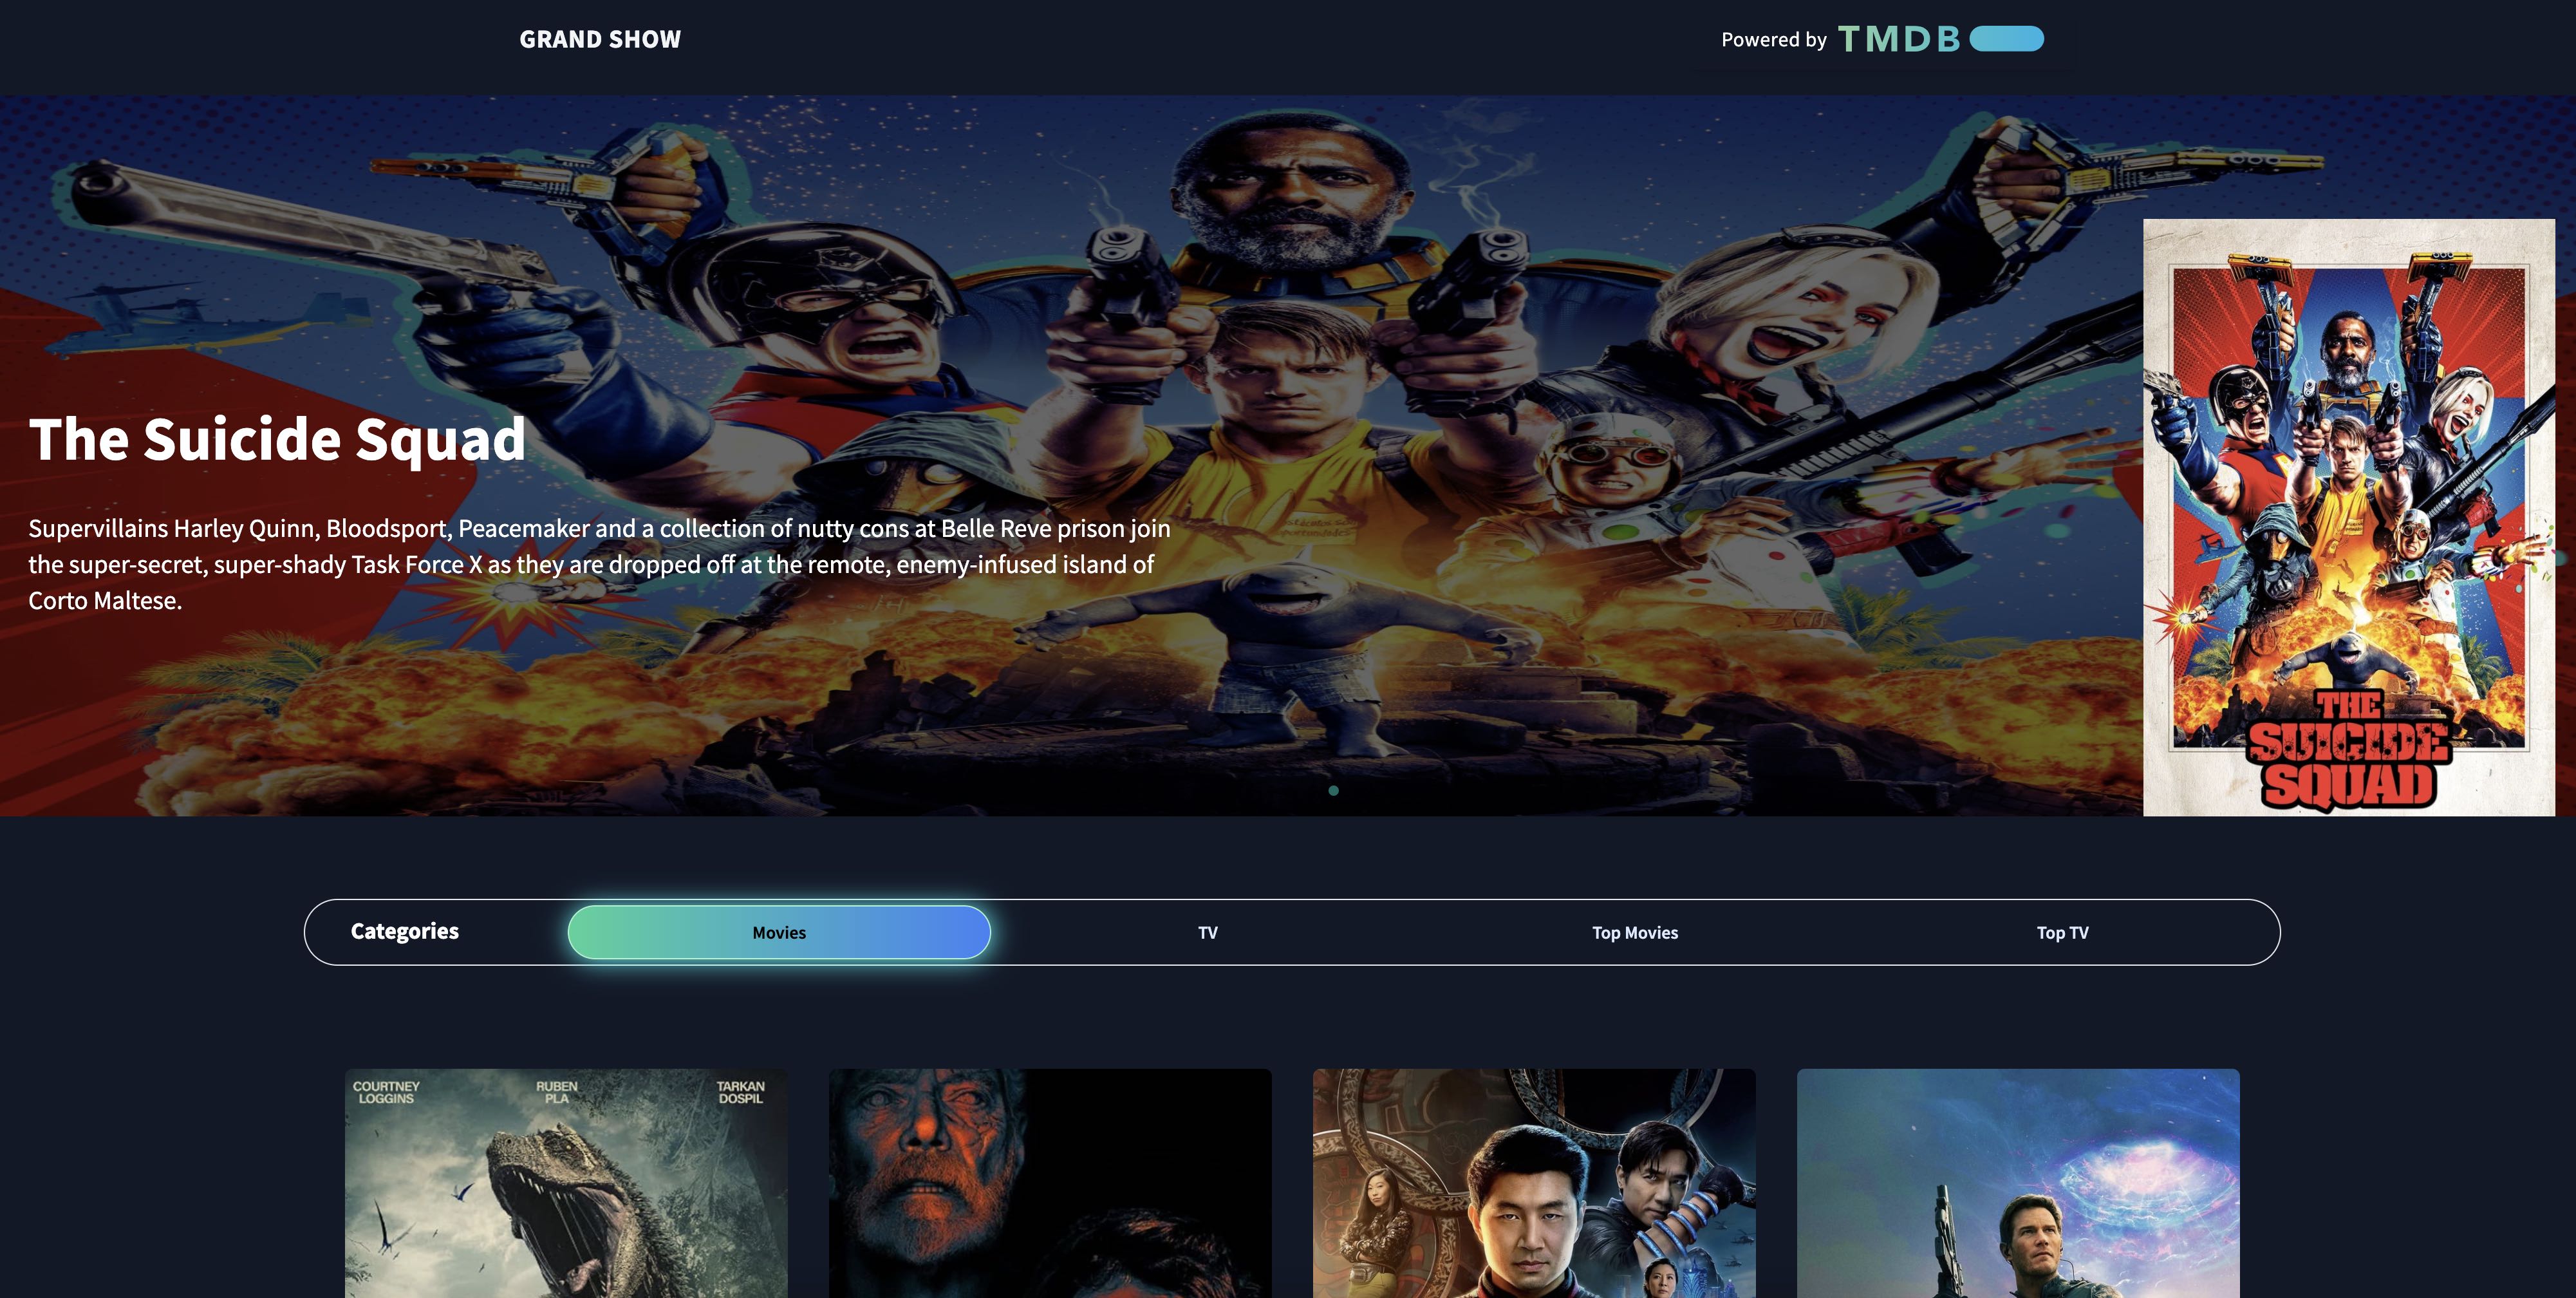 GRAND SHOW
Powered by TMDB
The Suicide Squad
Supervillains Harley Quinn, Bloodsport, Peacemaker and a collection of nutty cons at Belle Reve prison join
the super-secret, super-shady Task Force X as they are dropped off at the remote, enemy-infused island of
Corto Maltese.
THE
SUICIDE
SQUAD
Categories
Movies
TV
Top Movies
Top TV
COURTNEY
LOGGINS
RUBEN
PLA
TARKAN
DOSPIL